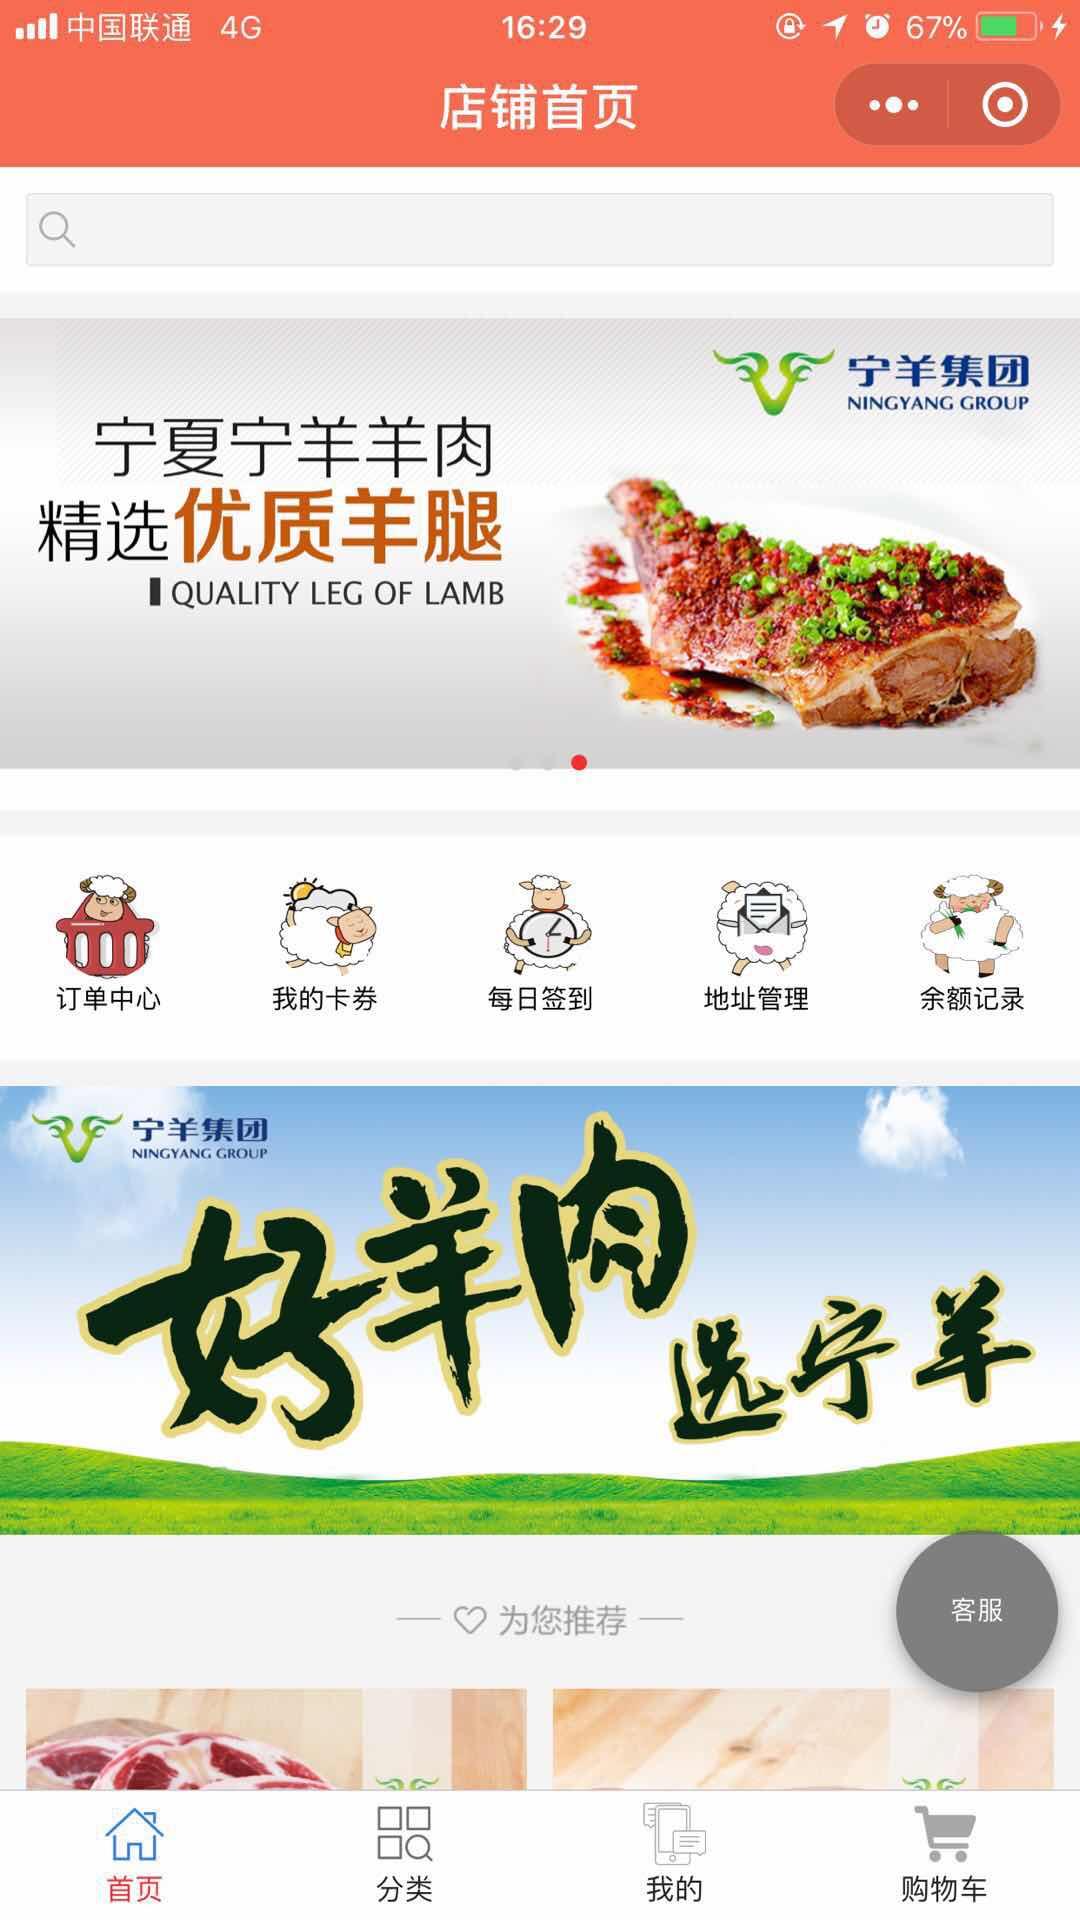 中国联通 4G 16:29 67%
店铺首页
宁羊集团
NINGYANG GROUP
宁夏宁羊羊肉
精选优质羊腿
QUALITY LEG OF LAMB
订单中心 我的卡券 每日签到 地址管理 余额记录
宁羊集团
NINGYANG GROUP
好羊肉
选宁羊
客服
为您推荐
首页 分类 我的 购物车